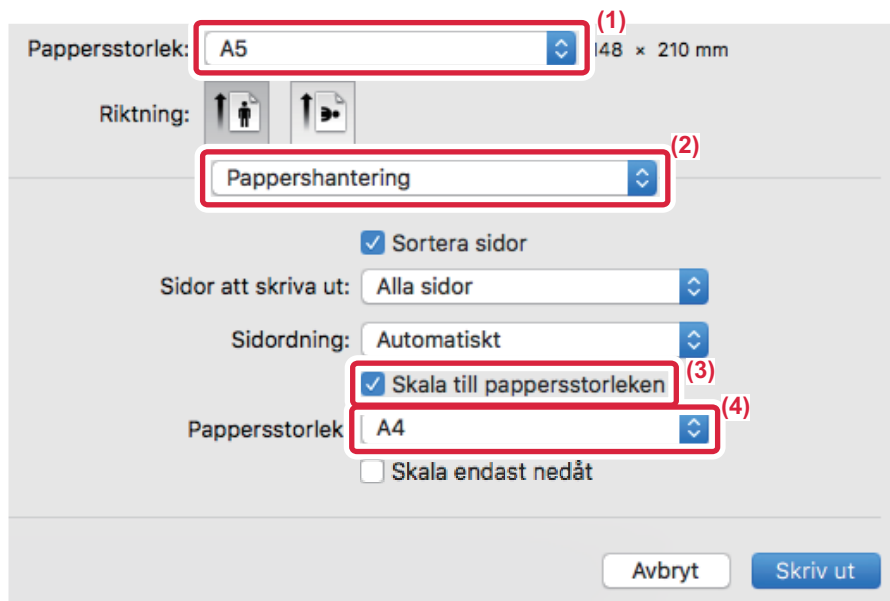 (1)
Pappersstorlek: A5 148 × 210 mm
Riktning:
(2)
Pappershantering
Sortera sidor
Sidor att skriva ut: Alla sidor
Sidordning: Automatiskt
Skala till pappersstorleken (3)
(4)
Pappersstorlek A4
Skala endast nedåt
Avbryt Skriv ut